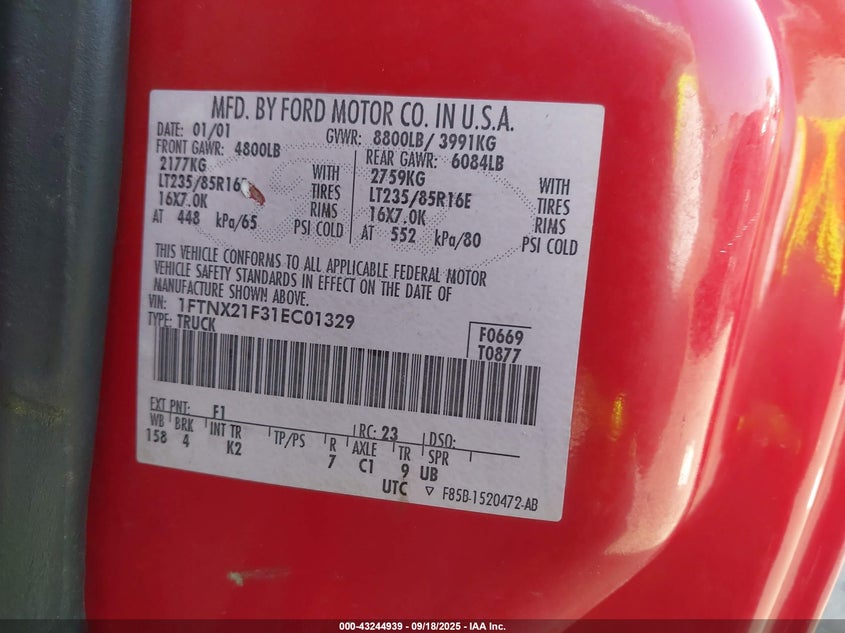 MFD. BY FORD MOTOR CO. IN U.S.A.
DATE: 01/01 GVWR: 8800LB/ 3991KG
FRONT GAWR: 4800LB REAR GAWR: 6084LB
2177KG WITH 2759KG WITH
LT235/85R16E TIRES LT235/85R16E TIRES
16X7.0K RIMS 16X7.0K RIMS
AT 448 kPa/65 PSI COLD AT 552 kPa/80 PSI COLD
THIS VEHICLE CONFORMS TO ALL APPLICABLE FEDERAL MOTOR
VEHICLE SAFETY STANDARDS IN EFFECT ON THE DATE OF
MANUFACTURE SHOWN ABOVE.
VIN: 1FTNX21F31EC01329
TYPE: TRUCK F0669
T0877
EXT PNT: F1 RC: 23 DSO:
WB BRK INT TR TP/PS R AXLE TR SPR
158 4 K2 7 C1 9 UB
UTC ▽ F85B-1520472-AB
000-43244939 - 09/18/2025 - IAA Inc.